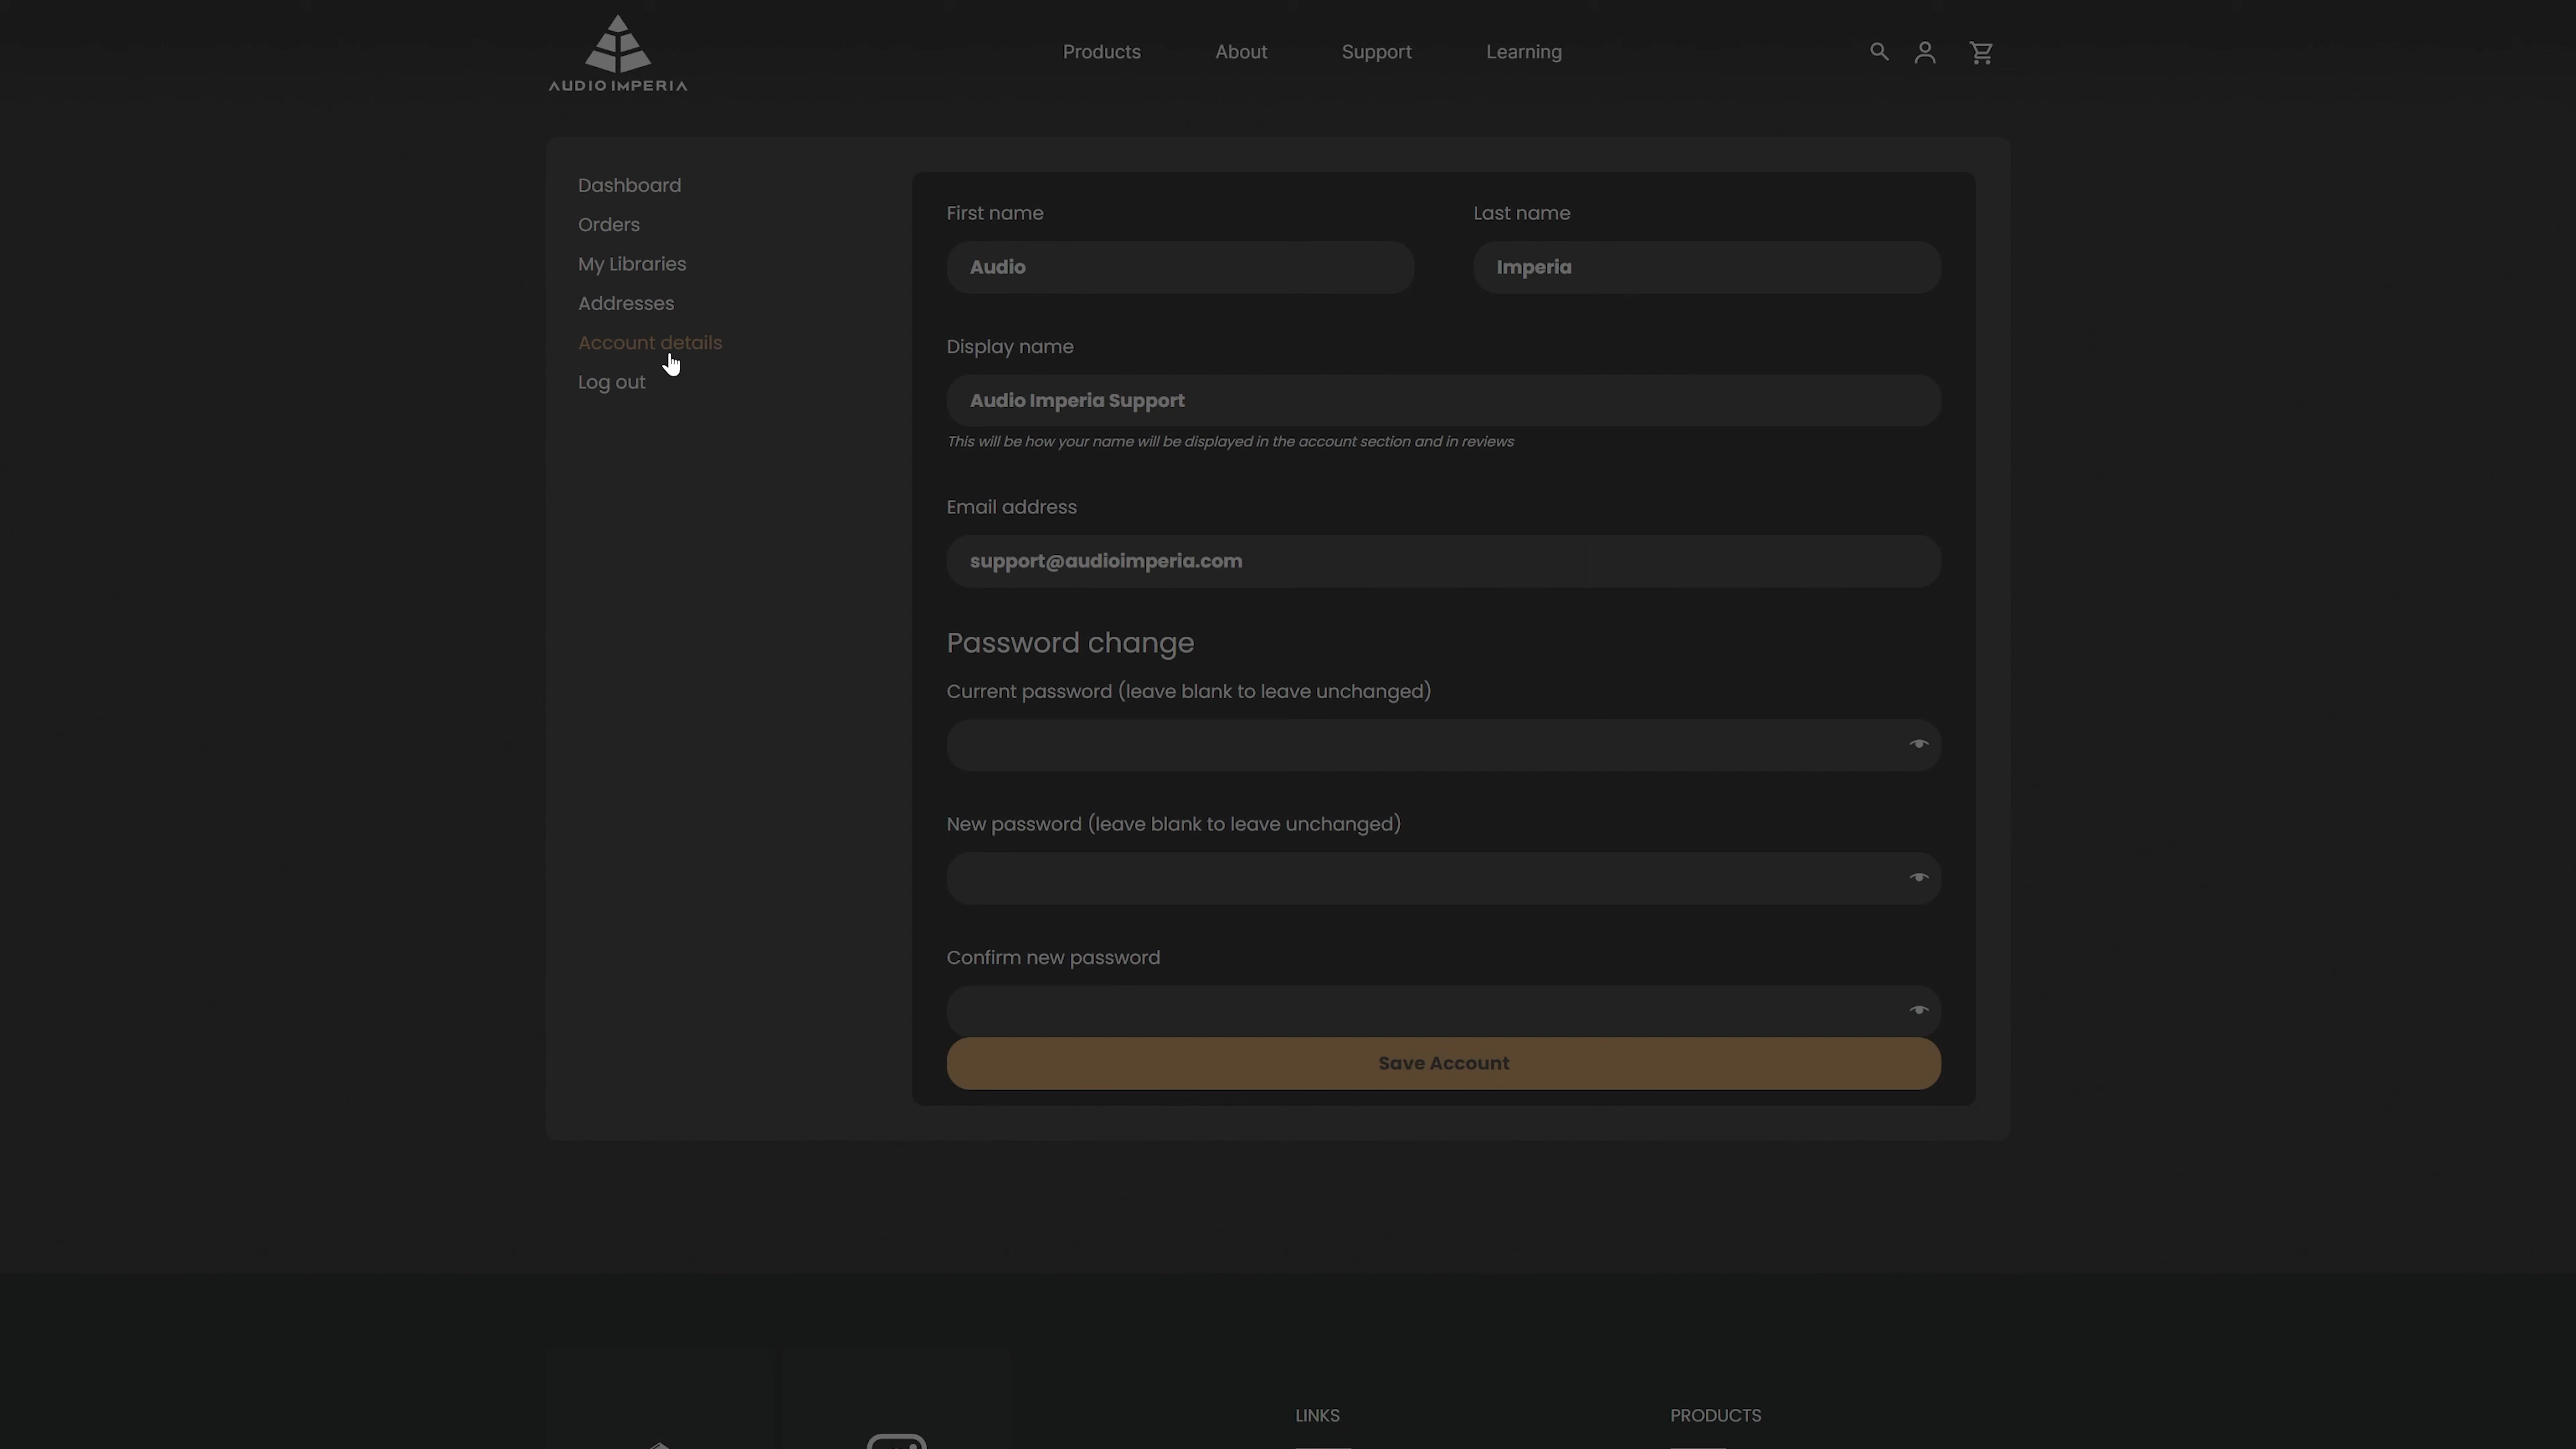 AUDIO IMPERIA
Products
About
Support
Learning
Dashboard
Orders
My Libraries
Addresses
Account details
Log out
First name
Last name
Audio
Imperia
Display name
Audio Imperia Support
This will be how your name will be displayed in the account section and in reviews
Email address
support@audioimperia.com
Password change
Current password (leave blank to leave unchanged)
New password (leave blank to leave unchanged)
Confirm new password
Save Account
LINKS
PRODUCTS